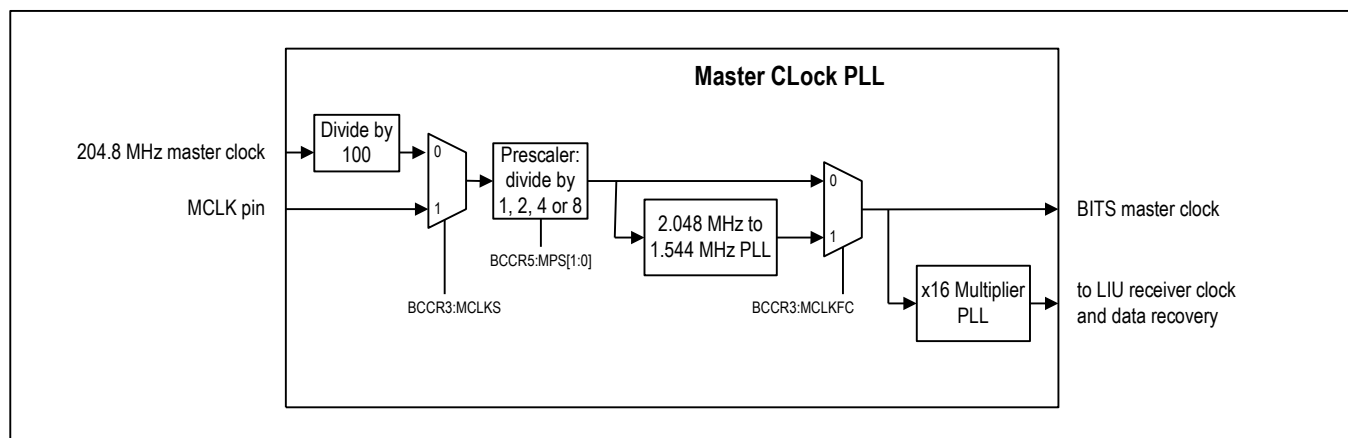 Master CLock PLL
204.8 MHz master clock
Divide by
100
0
MCLK pin
1
Prescaler:
divide by
1, 2, 4 or 8
BCCR5:MPS[1:0]
BCCR3:MCLKS
2.048 MHz to
1.544 MHz PLL
0
1
BCCR3:MCLKFC
BITS master clock
x16 Multiplier
PLL
to LIU receiver clock
and data recovery